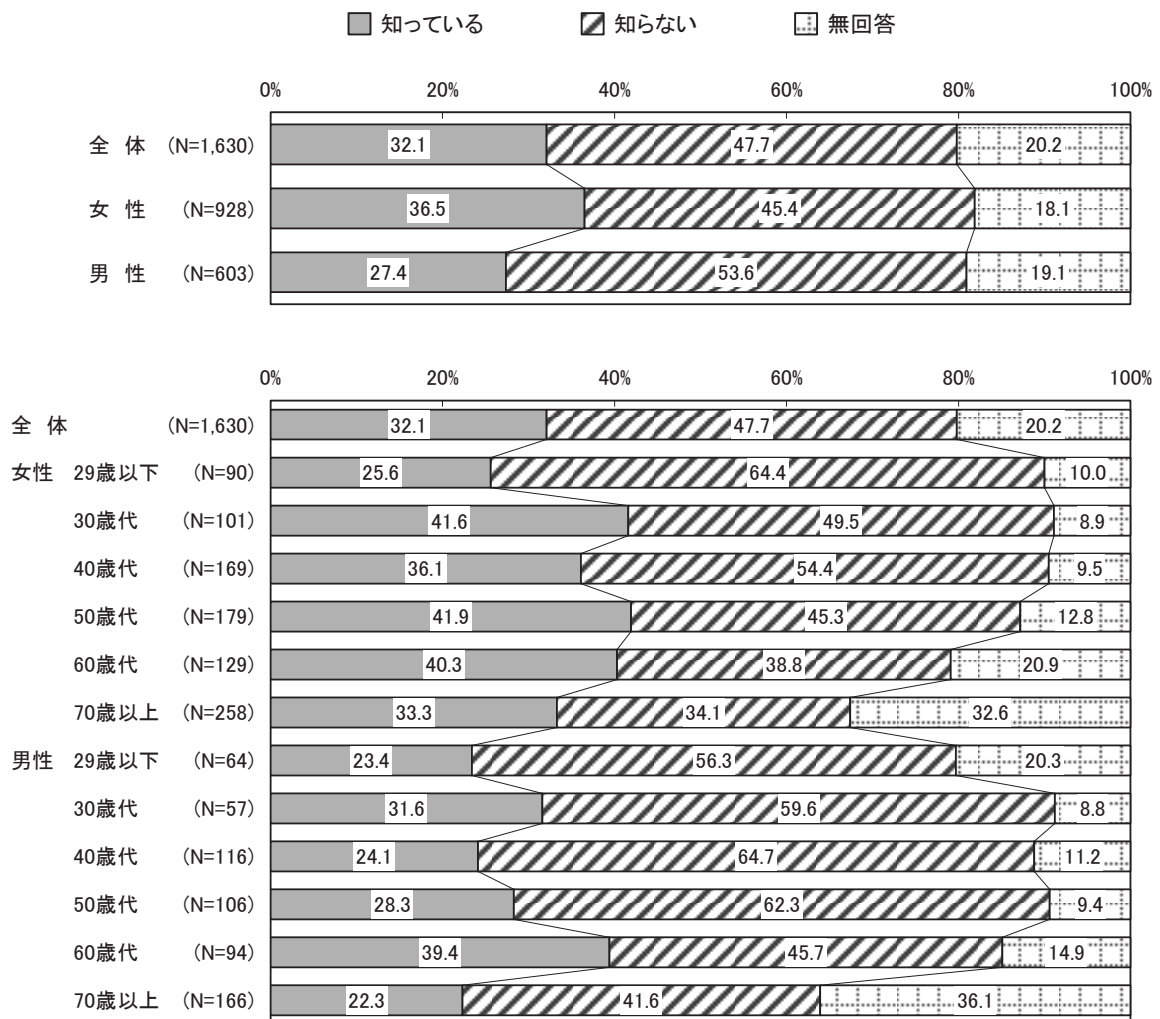 知っている 知らない 無回答
0% 20% 40% 60% 80% 100%
全 体 (N=1,630) 32.1 47.7 20.2
女 性 (N=928) 36.5 45.4 18.1
男 性 (N=603) 27.4 53.6 19.1
0% 20% 40% 60% 80% 100%
全 体 (N=1,630) 32.1 47.7 20.2
女性 29歳以下 (N=90) 25.6 64.4 10.0
30歳代 (N=101) 41.6 49.5 8.9
40歳代 (N=169) 36.1 54.4 9.5
50歳代 (N=179) 41.9 45.3 12.8
60歳代 (N=129) 40.3 38.8 20.9
70歳以上 (N=258) 33.3 34.1 32.6
男性 29歳以下 (N=64) 23.4 56.3 20.3
30歳代 (N=57) 31.6 59.6 8.8
40歳代 (N=116) 24.1 64.7 11.2
50歳代 (N=106) 28.3 62.3 9.4
60歳代 (N=94) 39.4 45.7 14.9
70歳以上 (N=166) 22.3 41.6 36.1